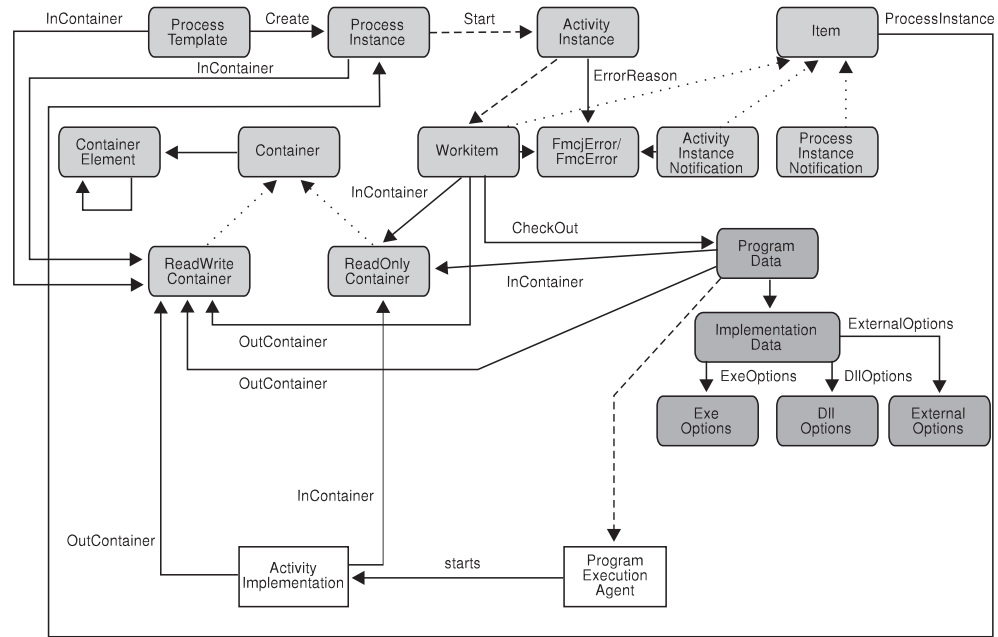 InContainer
Process
Template
Create
Process
Instance
Start
Activity
Instance
Item
ProcessInstance
InContainer
ErrorReason
Container
Element
Container
Workitem
FmcjError/
FmcError
Activity
Instance
Notification
Process
Instance
Notification
InContainer
CheckOut
ReadWrite
Container
ReadOnly
Container
Program
Data
InContainer
OutContainer
Implementation
Data
ExternalOptions
OutContainer
ExeOptions
DllOptions
Exe
Options
Dll
Options
External
Options
InContainer
OutContainer
Activity
Implementation
starts
Program
Execution
Agent